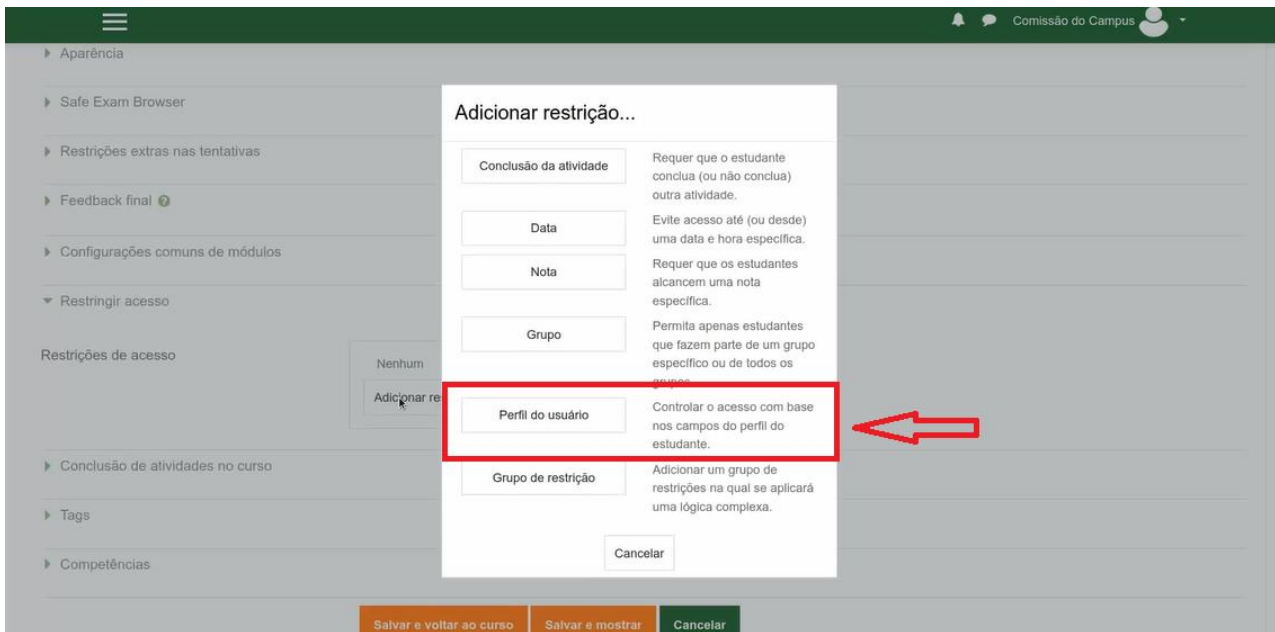 Comissão do Campus
Aparência
Safe Exam Browser
Restrições extras nas tentativas
Feedback final
Configurações comuns de módulos
Restringir acesso
Restrições de acesso
Nenhum
Adicionar re
Adicionar restrição...
Conclusão da atividade
Requer que o estudante
conclua (ou não conclua)
outra atividade.
Data
Evite acesso até (ou desde)
uma data e hora específica.
Nota
Requer que os estudantes
alcancem uma nota
específica.
Grupo
Permita apenas estudantes
que fazem parte de um grupo
específico ou de todos os
grupos.
Perfil do usuário
Controlar o acesso com base
nos campos do perfil do
estudante.
Grupo de restrição
Adicionar um grupo de
restrições na qual se aplicará
uma lógica complexa.
Cancelar
Conclusão de atividades no curso
Tags
Competências
Salvar e voltar ao curso
Salvar e mostrar
Cancelar